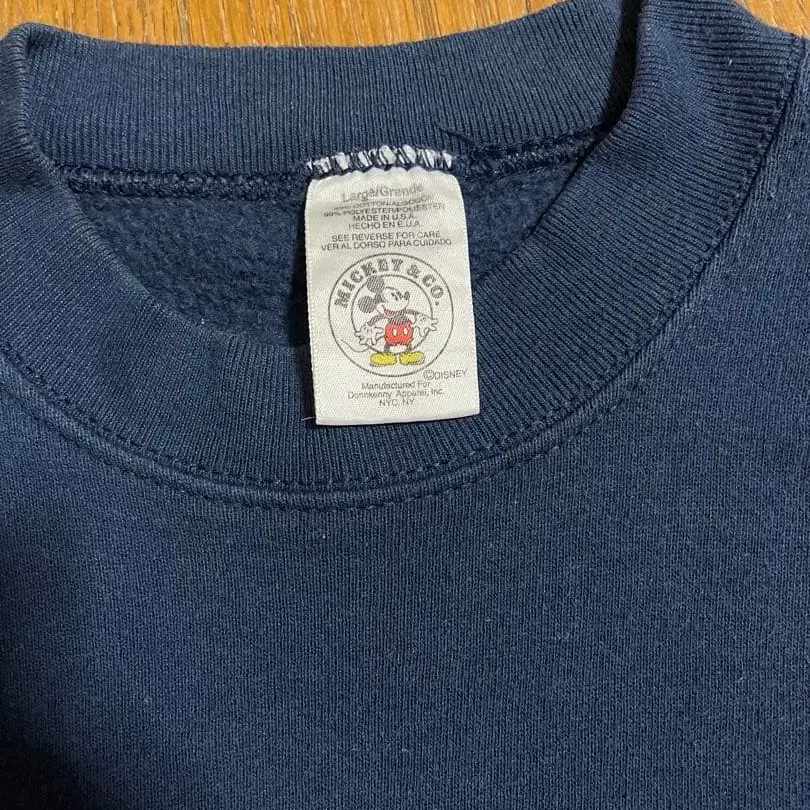 Large/Grande
COTTON/ALGODON
50% POLYESTER/POLIESTER
MADE IN U.S.A.
HECHO EN E.U.A.
SEE REVERSE FOR CARE
VER AL DORSO PARA CUIDADO
MICKEY & CO.
©DISNEY
Manufactured For
Donnkenny Apparel, Inc.
NYC, NY